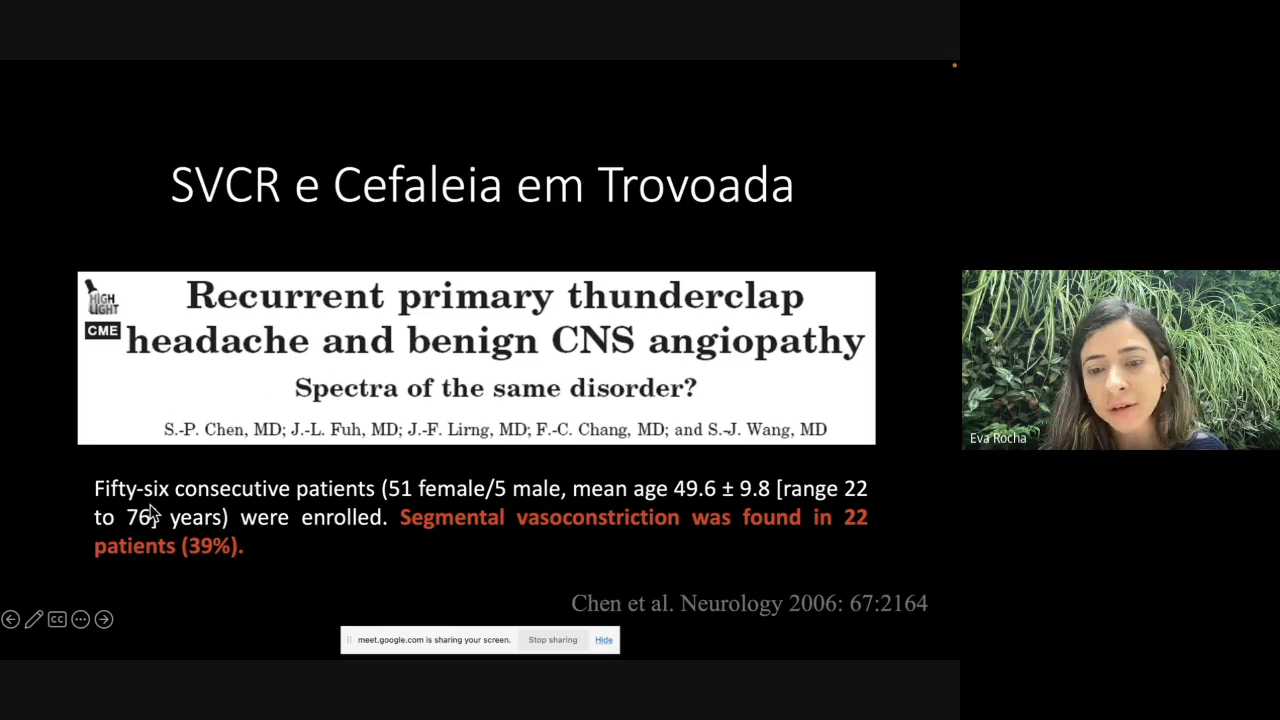 SVCR e Cefaleia em Trovoada
HIGH
LIGHT
CME
Recurrent primary thunderclap
headache and benign CNS angiopathy
Spectra of the same disorder?
S.-P. Chen, MD; J.-L. Fuh, MD; J.-F. Lirng, MD; F.-C. Chang, MD; and S.-J. Wang, MD
Eva Rocha
Fifty-six consecutive patients (51 female/5 male, mean age 49.6 ± 9.8 [range 22
to 76] years) were enrolled. Segmental vasoconstriction was found in 22
patients (39%).
Chen et al. Neurology 2006: 67:2164
CC
meet.google.com is sharing your screen. Stop sharing Hide